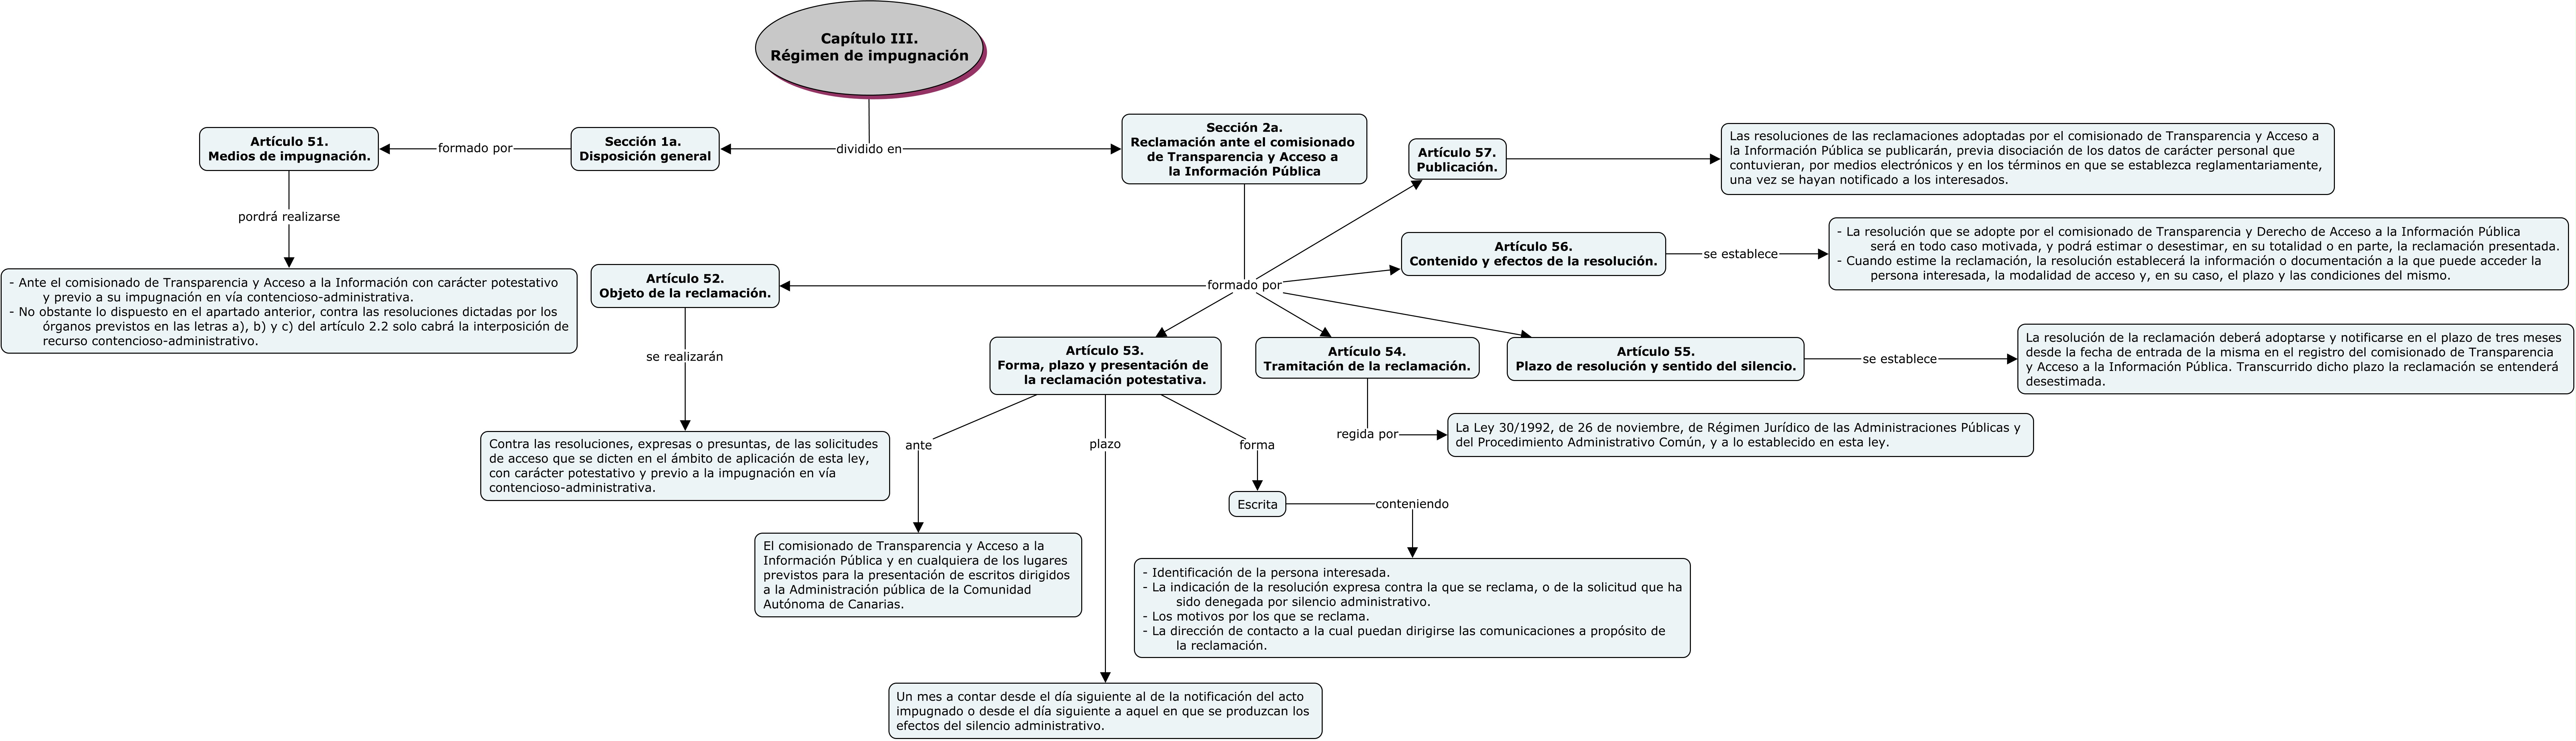 Capítulo III.
Régimen de impugnación
dividido en
Sección 1a.
Disposición general
formado por
Artículo 51.
Medios de impugnación.
pordrá realizarse
- Ante el comisionado de Transparencia y Acceso a la Información con carácter potestativo
y previo a su impugnación en vía contencioso-administrativa.
- No obstante lo dispuesto en el apartado anterior, contra las resoluciones dictadas por los
órganos previstos en las letras a), b) y c) del artículo 2.2 solo cabrá la interposición de
recurso contencioso-administrativo.
Sección 2a.
Reclamación ante el comisionado
de Transparencia y Acceso a
la Información Pública
formado por
Artículo 52.
Objeto de la reclamación.
se realizarán
Contra las resoluciones, expresas o presuntas, de las solicitudes
de acceso que se dicten en el ámbito de aplicación de esta ley,
con carácter potestativo y previo a la impugnación en vía
contencioso-administrativa.
Artículo 53.
Forma, plazo y presentación de
la reclamación potestativa.
ante
El comisionado de Transparencia y Acceso a la
Información Pública y en cualquiera de los lugares
previstos para la presentación de escritos dirigidos
a la Administración pública de la Comunidad
Autónoma de Canarias.
plazo
Un mes a contar desde el día siguiente al de la notificación del acto
impugnado o desde el día siguiente a aquel en que se produzcan los
efectos del silencio administrativo.
forma
Escrita
conteniendo
- Identificación de la persona interesada.
- La indicación de la resolución expresa contra la que se reclama, o de la solicitud que ha
sido denegada por silencio administrativo.
- Los motivos por los que se reclama.
- La dirección de contacto a la cual puedan dirigirse las comunicaciones a propósito de
la reclamación.
Artículo 54.
Tramitación de la reclamación.
regida por
La Ley 30/1992, de 26 de noviembre, de Régimen Jurídico de las Administraciones Públicas y
del Procedimiento Administrativo Común, y a lo establecido en esta ley.
Artículo 55.
Plazo de resolución y sentido del silencio.
se establece
La resolución de la reclamación deberá adoptarse y notificarse en el plazo de tres meses
desde la fecha de entrada de la misma en el registro del comisionado de Transparencia
y Acceso a la Información Pública. Transcurrido dicho plazo la reclamación se entenderá
desestimada.
Artículo 56.
Contenido y efectos de la resolución.
se establece
- La resolución que se adopte por el comisionado de Transparencia y Derecho de Acceso a la Información Pública
será en todo caso motivada, y podrá estimar o desestimar, en su totalidad o en parte, la reclamación presentada.
- Cuando estime la reclamación, la resolución establecerá la información o documentación a la que puede acceder la
persona interesada, la modalidad de acceso y, en su caso, el plazo y las condiciones del mismo.
Artículo 57.
Publicación.
Las resoluciones de las reclamaciones adoptadas por el comisionado de Transparencia y Acceso a
la Información Pública se publicarán, previa disociación de los datos de carácter personal que
contuvieran, por medios electrónicos y en los términos en que se establezca reglamentariamente,
una vez se hayan notificado a los interesados.